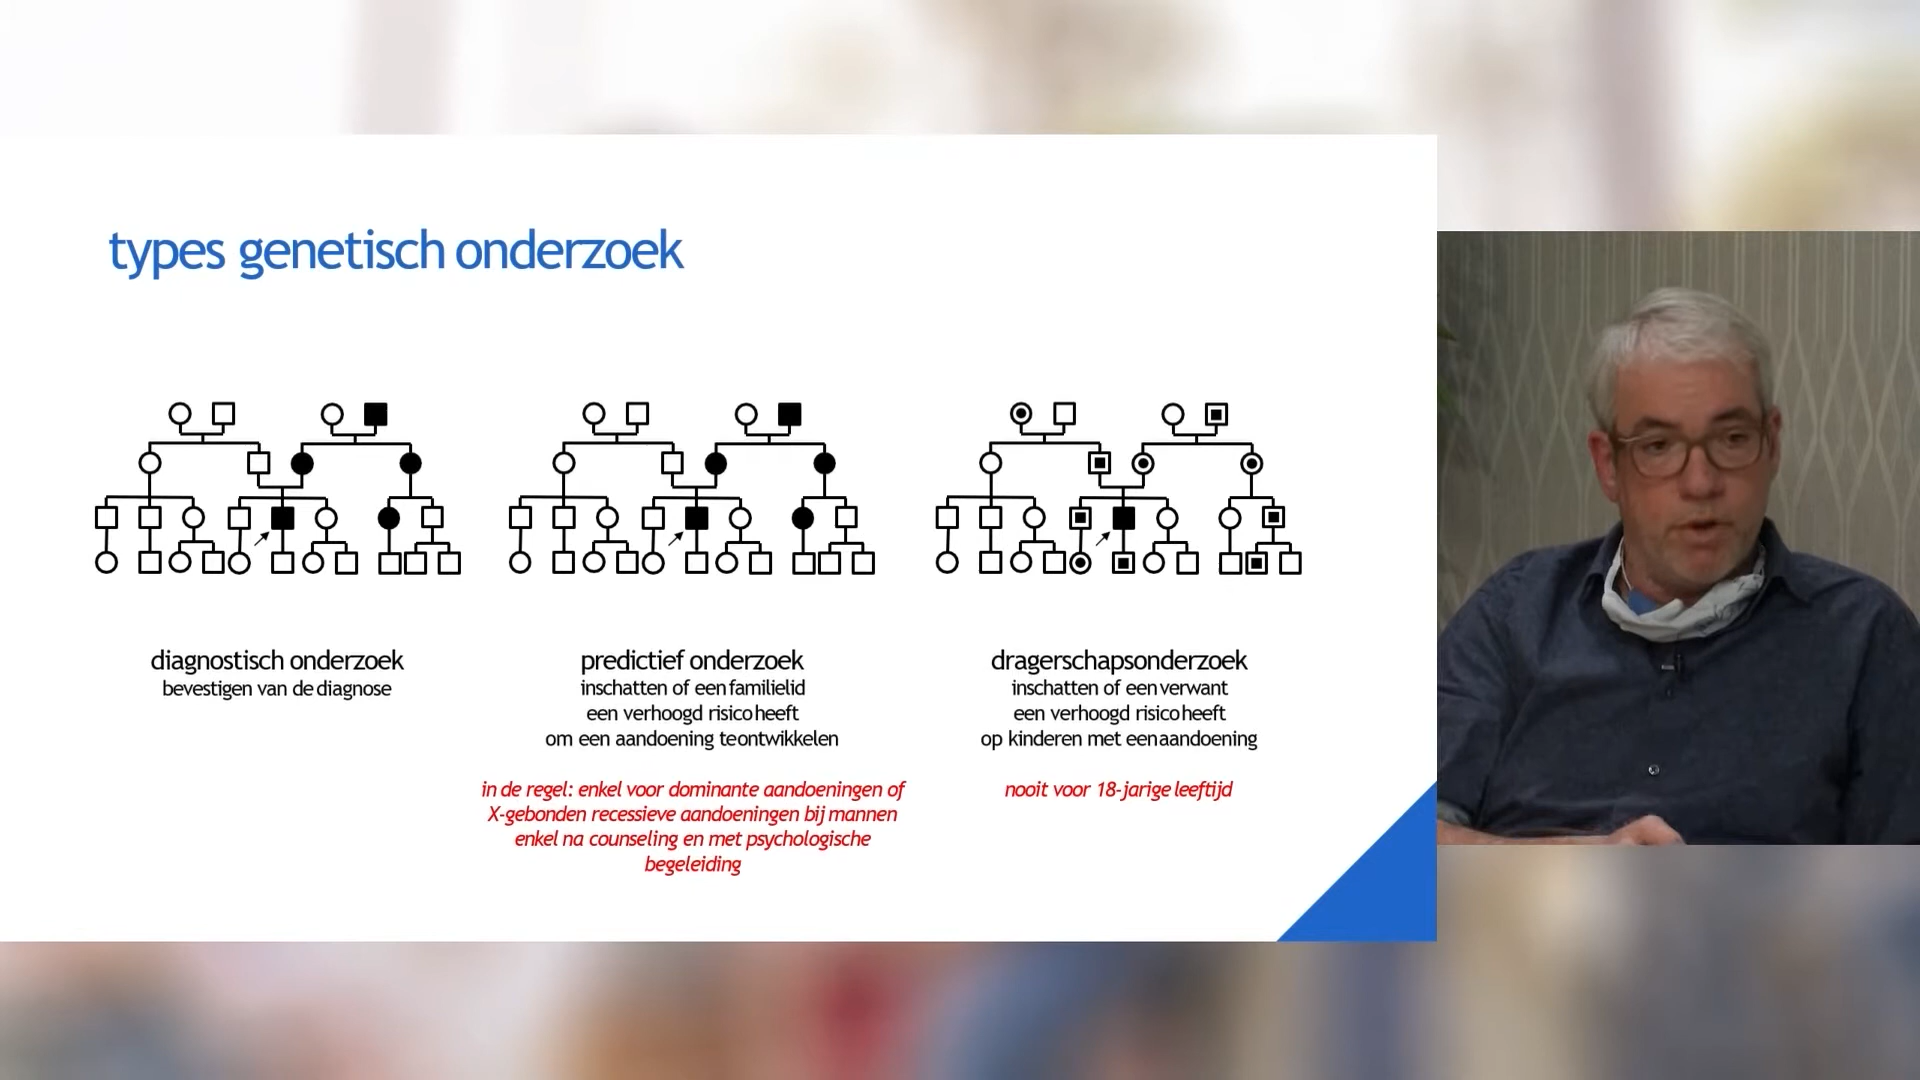 types genetisch onderzoek
diagnostisch onderzoek
bevestigen van de diagnose
predictief onderzoek
inschatten of een familielid
een verhoogd risico heeft
om een aandoening te ontwikkelen
in de regel: enkel voor dominante aandoeningen of
X-gebonden recessieve aandoeningen bij mannen
enkel na counseling en met psychologische
begeleiding
dragerschapsonderzoek
inschatten of een verwant
een verhoogd risico heeft
op kinderen met een aandoening
nooit voor 18-jarige leeftijd